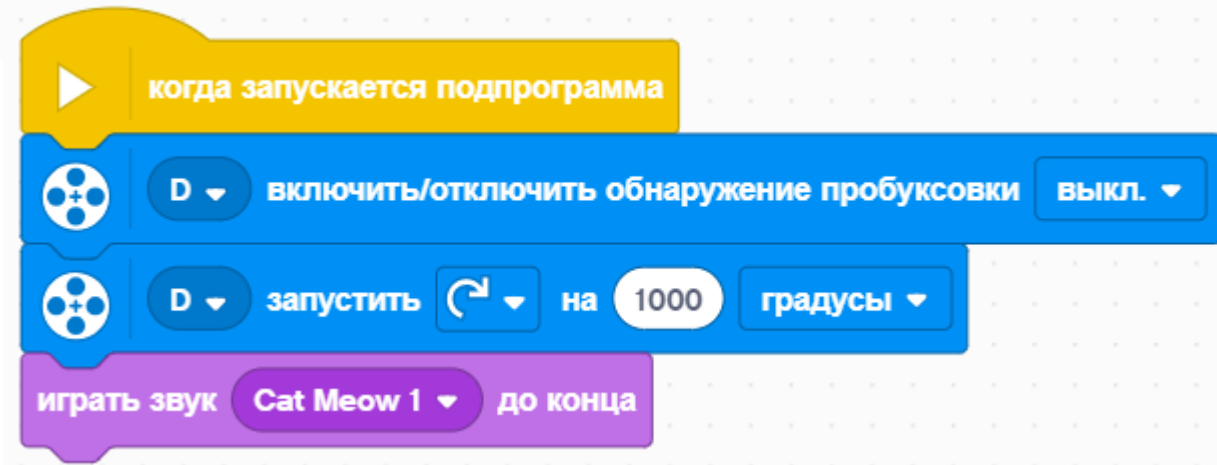 когда запускается подпрограмма
D включить/отключить обнаружение пробуксовки выкл.
D запустить на 1000 градусы
играть звук Cat Meow 1 до конца